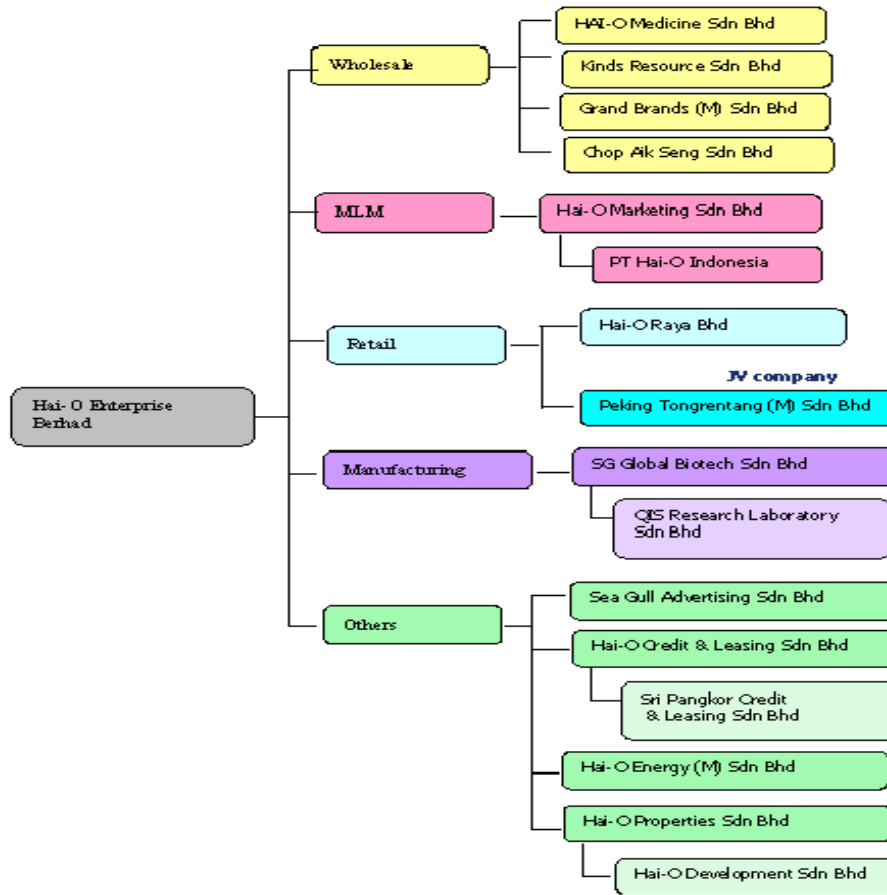 HAI-O Medicine Sdn Bhd
Wholesale
Kinds Resource Sdn Bhd
Grand Brands (M) Sdn Bhd
Chop Aik Seng Sdn Bhd
MLM
Hai-O Marketing Sdn Bhd
PT Hai-O Indonesia
Hai-O Raya Bhd
Retail
JV company
Peking Tongrentang (M) Sdn Bhd
Hai-O Enterprise
Berhad
Manufacturing
SG Global Biotech Sdn Bhd
QIS Research Laboratory
Sdn Bhd
Sea Gull Advertising Sdn Bhd
Others
Hai-O Credit & Leasing Sdn Bhd
Sri Pangkor Credit
& Leasing Sdn Bhd
Hai-O Energy (M) Sdn Bhd
Hai-O Properties Sdn Bhd
Hai-O Development Sdn Bhd